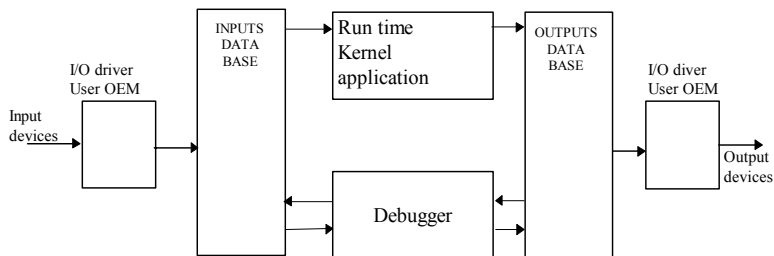 Input
devices
I/O driver
User OEM
INPUTS
DATA
BASE
Run time
Kernel
application
Debugger
OUTPUTS
DATA
BASE
I/O diver
User OEM
Output
devices